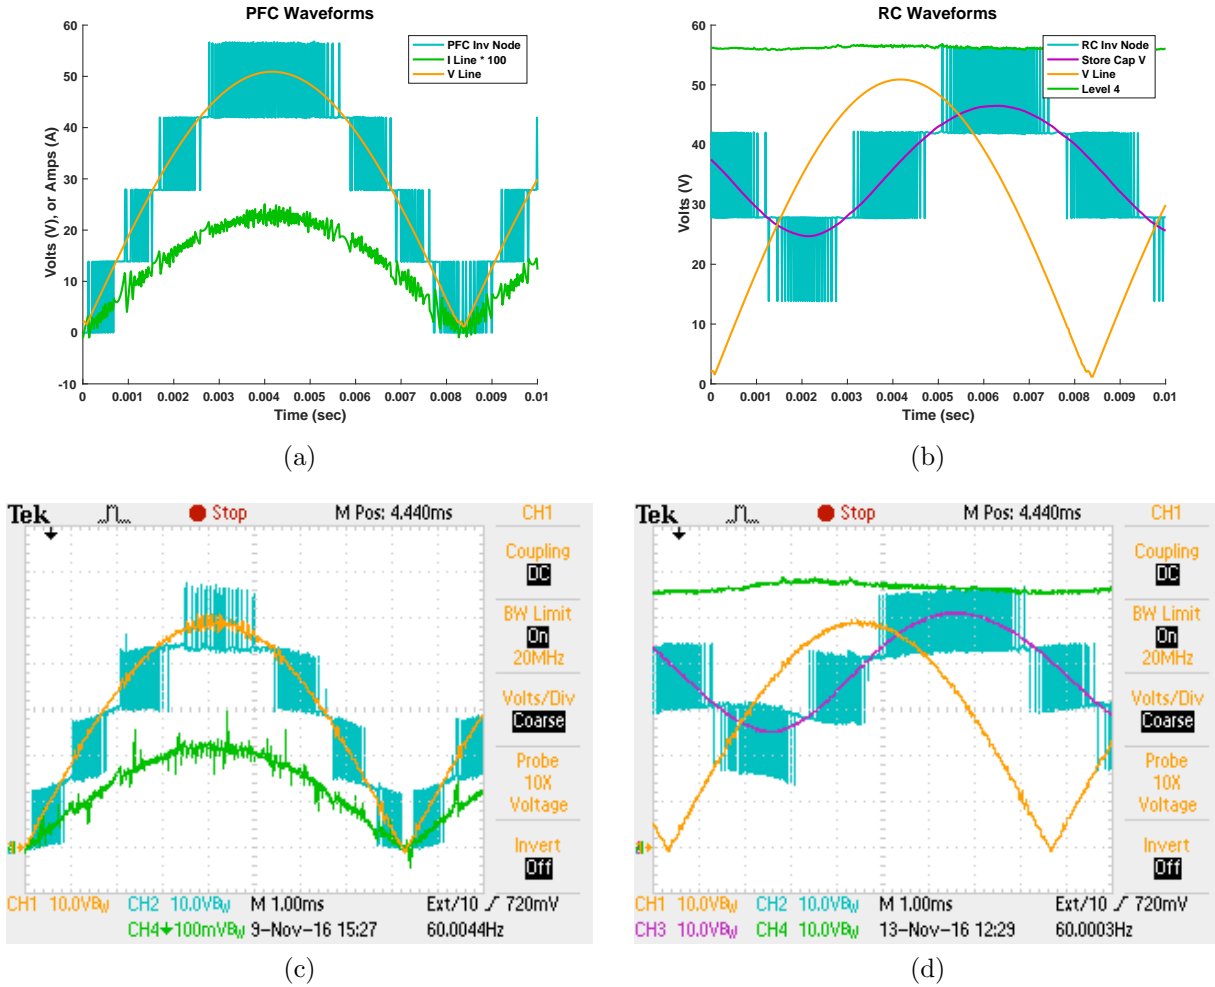 PFC Waveforms
60
50
40
30
20
10
0
-10
Volts (V), or Amps (A)
PFC Inv Node
I Line * 100
V Line
0 0.001 0.002 0.003 0.004 0.005 0.006 0.007 0.008 0.009 0.01
Time (sec)
(a)
RC Waveforms
60
50
40
30
20
10
0
Volts (V)
RC Inv Node
Store Cap V
V Line
Level 4
0 0.001 0.002 0.003 0.004 0.005 0.006 0.007 0.008 0.009 0.01
Time (sec)
(b)
Tek Stop M Pos: 4.440ms CH1
Coupling
DC
BW Limit
On
20MHz
Volts/Div
Coarse
Probe
10X
Voltage
Invert
Off
CH1 10.0VBW CH2 10.0VBW M 1.00ms Ext/10 720mV
CH4 100mVBW 9-Nov-16 15:27 60.0044Hz
(c)
Tek Stop M Pos: 4.440ms CH1
Coupling
DC
BW Limit
On
20MHz
Volts/Div
Coarse
Probe
10X
Voltage
Invert
Off
CH1 10.0VBW CH2 10.0VBW M 1.00ms Ext/10 720mV
CH3 10.0VBW CH4 10.0VBW 13-Nov-16 12:29 60.0003Hz
(d)